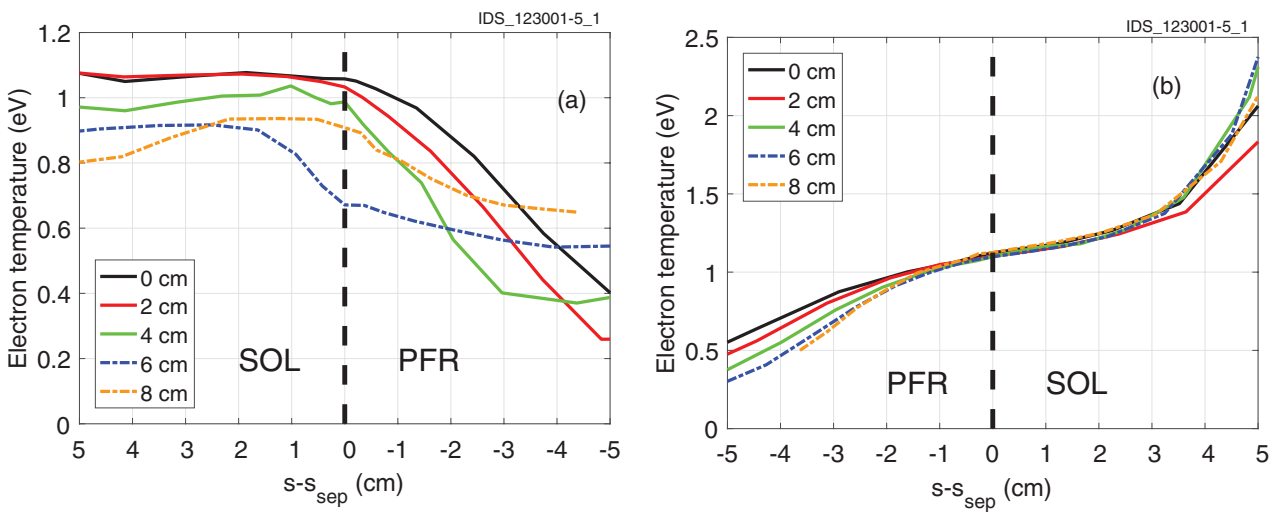 IDS_123001-5_1
1.2
1
0.8
0.6
0.4
0.2
0
Electron temperature (eV)
(a)
0 cm
2 cm
4 cm
6 cm
8 cm
SOL
PFR
5 4 3 2 1 0 -1 -2 -3 -4 -5
s-s_sep (cm)
IDS_123001-5_1
2.5
2
1.5
1
0.5
0
Electron temperature (eV)
(b)
0 cm
2 cm
4 cm
6 cm
8 cm
PFR
SOL
-5 -4 -3 -2 -1 0 1 2 3 4 5
s-s_sep (cm)